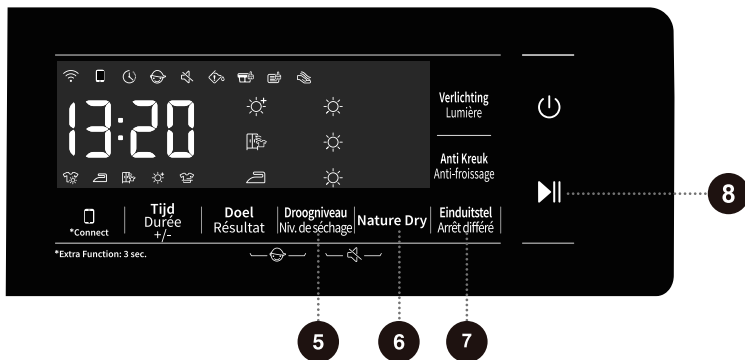 Verlichting
Lumière
13:20
Anti Kreuk
Anti-froissage
8
*Connect
Tijd
Durée
+/-
Doel
Résultat
Droogniveau
Niv. de séchage
Nature Dry
Einduitstel
Arrêt différé
*Extra Function: 3 sec.
5
6
7